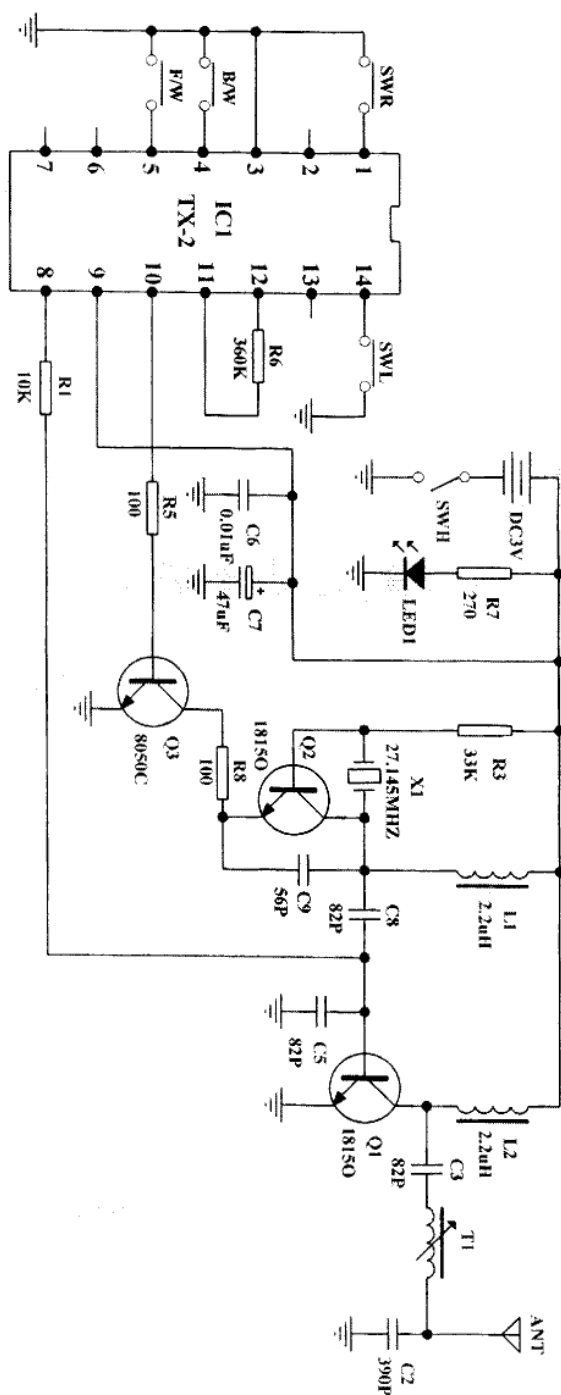 ANT
C2
390P
T1
C3
82P
L2
2.2uH
Q1
1815O
C5
82P
L1
2.2uH
C8
82P
C9
56P
X1
27.145MHZ
Q2
1815O
R3
33K
R8
100
Q3
8050C
DC3V
SWH
R7
270
LED1
C6
0.01uF
C7
+
47uF
R5
100
SWL
R6
360K
R1
10K
SWR
B/W
F/W
IC1
TX-2
14
13
12
11
10
9
8
1
2
3
4
5
6
7